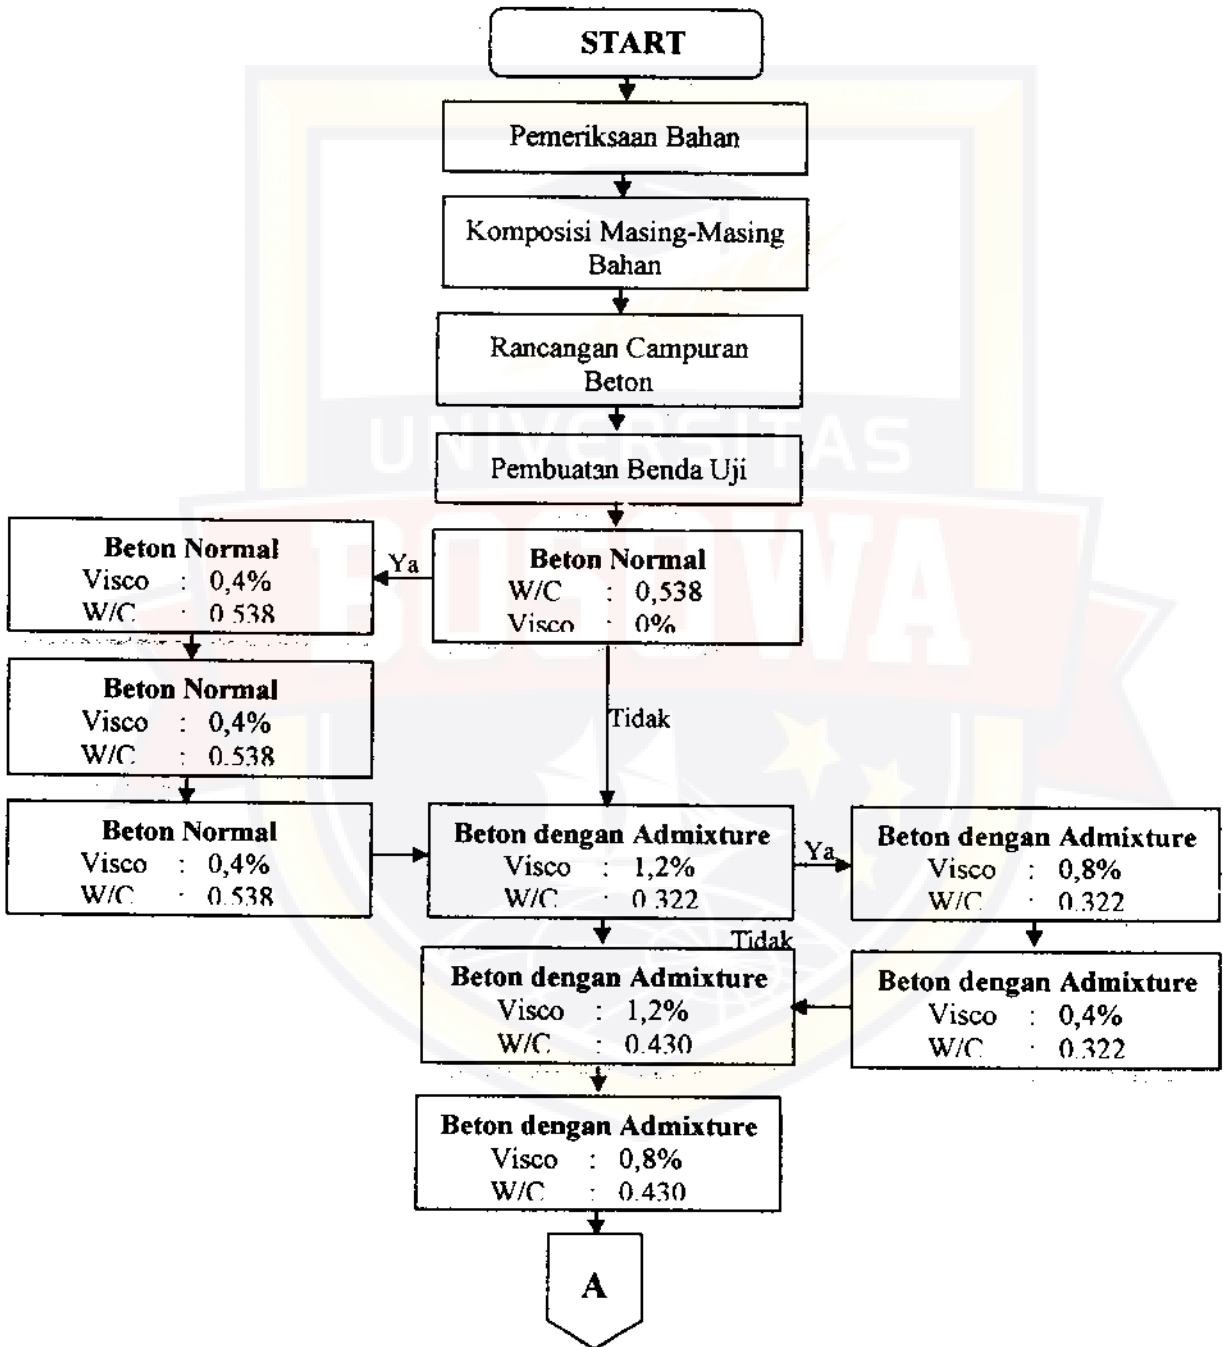 START
Pemeriksaan Bahan
Komposisi Masing-Masing
Bahan
Rancangan Campuran
Beton
UNIVERSITAS
Pembuatan Benda Uji
BOSOWA
Beton Normal
Visco : 0,4%
W/C : 0.538
Ya
Beton Normal
W/C : 0,538
Visco : 0%
Beton Normal
Visco : 0,4%
W/C : 0.538
Tidak
Beton Normal
Visco : 0,4%
W/C : 0.538
Beton dengan Admixture
Visco : 1,2%
W/C : 0.322
Ya
Beton dengan Admixture
Visco : 0,8%
W/C : 0.322
Tidak
Beton dengan Admixture
Visco : 1,2%
W/C : 0.430
Beton dengan Admixture
Visco : 0,4%
W/C : 0.322
Beton dengan Admixture
Visco : 0,8%
W/C : 0.430
A